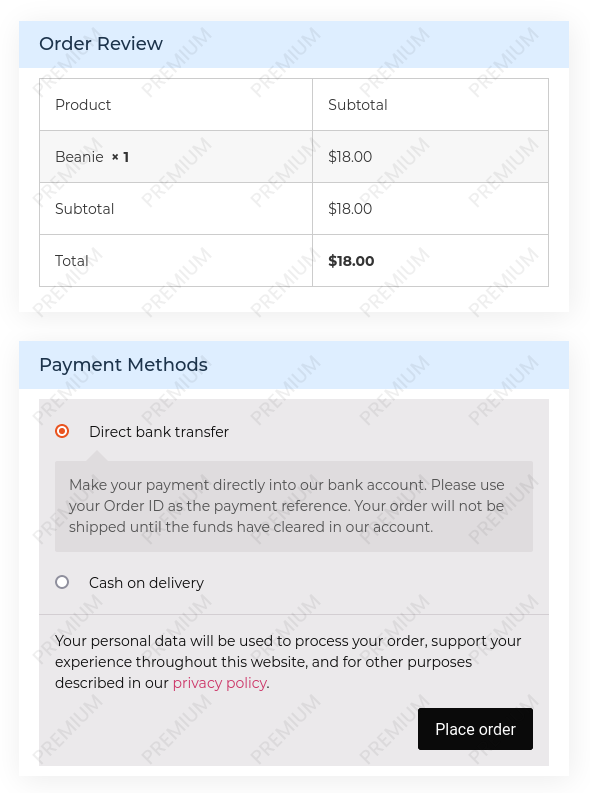 Order Review
Product Subtotal
Beanie × 1 $18.00
Subtotal $18.00
Total $18.00
Payment Methods
Direct bank transfer
Make your payment directly into our bank account. Please use
your Order ID as the payment reference. Your order will not be
shipped until the funds have cleared in our account.
Cash on delivery
Your personal data will be used to process your order, support your
experience throughout this website, and for other purposes
described in our privacy policy.
Place order
PREMIUM PREMIUM PREMIUM PREMIUM PREMIUM
PREMIUM PREMIUM PREMIUM PREMIUM PREMIUM
PREMIUM PREMIUM PREMIUM PREMIUM PREMIUM
PREMIUM PREMIUM PREMIUM PREMIUM PREMIUM
PREMIUM PREMIUM PREMIUM PREMIUM PREMIUM
PREMIUM PREMIUM PREMIUM PREMIUM PREMIUM
PREMIUM PREMIUM PREMIUM PREMIUM PREMIUM